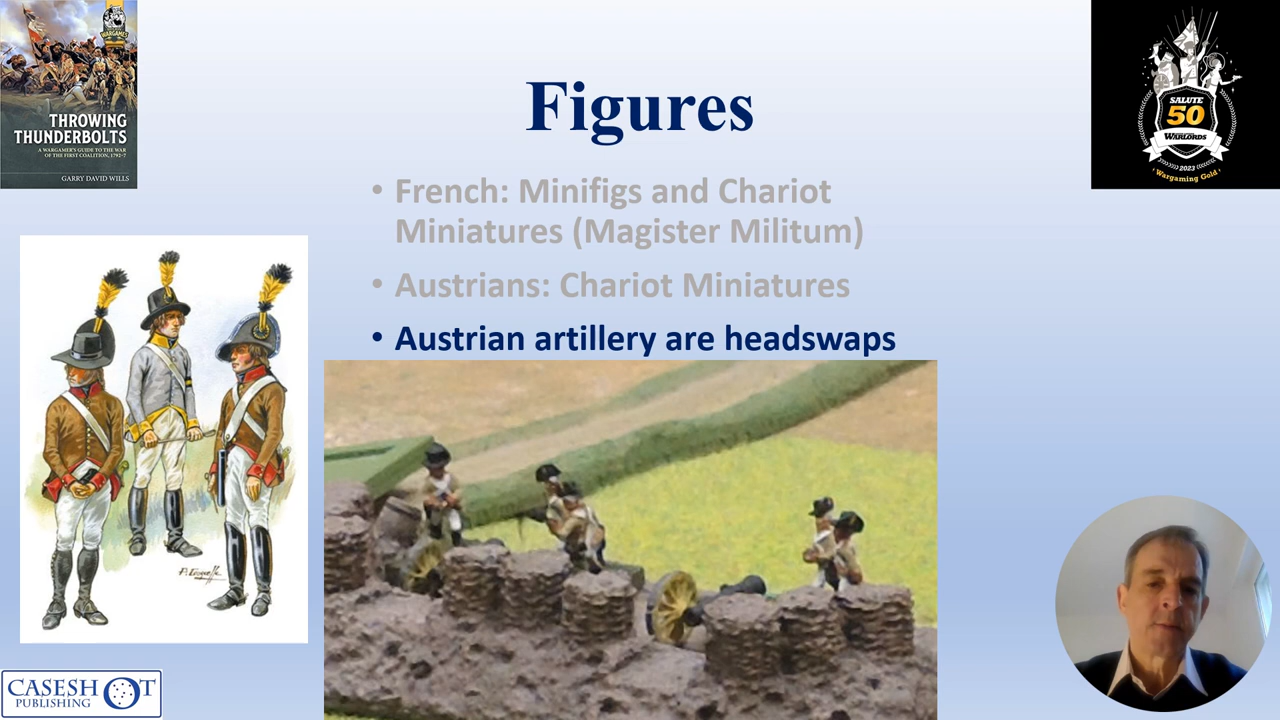 THROWING
THUNDERBOLTS
A WARGAMER'S GUIDE TO THE WAR
OF THE FIRST COALITION, 1792-7
GARRY DAVID WILLS
Figures
SALUTE
50
WARLORDS
2023
Wargaming Gold
• French: Minifigs and Chariot
Miniatures (Magister Militum)
• Austrians: Chariot Miniatures
• Austrian artillery are headswaps
CASESHOT
PUBLISHING